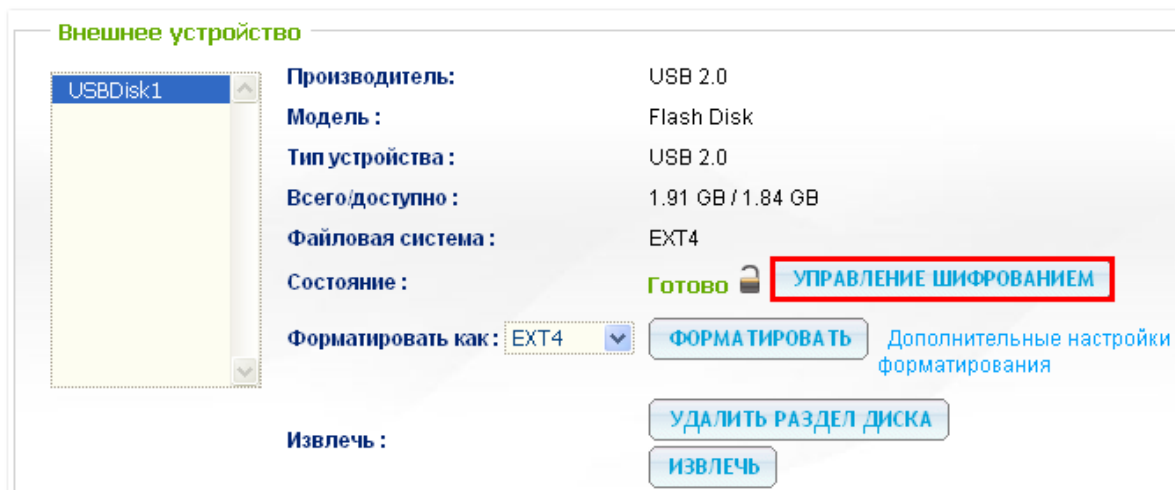 Внешнее устройство
USBDisk1
Производитель: USB 2.0
Модель : Flash Disk
Тип устройства : USB 2.0
Всего/доступно : 1.91 GB / 1.84 GB
Файловая система : EXT4
Состояние : Готово УПРАВЛЕНИЕ ШИФРОВАНИЕМ
Форматировать как : EXT4 ФОРМАТИРОВАТЬ Дополнительные настройки
форматирования
УДАЛИТЬ РАЗДЕЛ ДИСКА
Извлечь :
ИЗВЛЕЧЬ